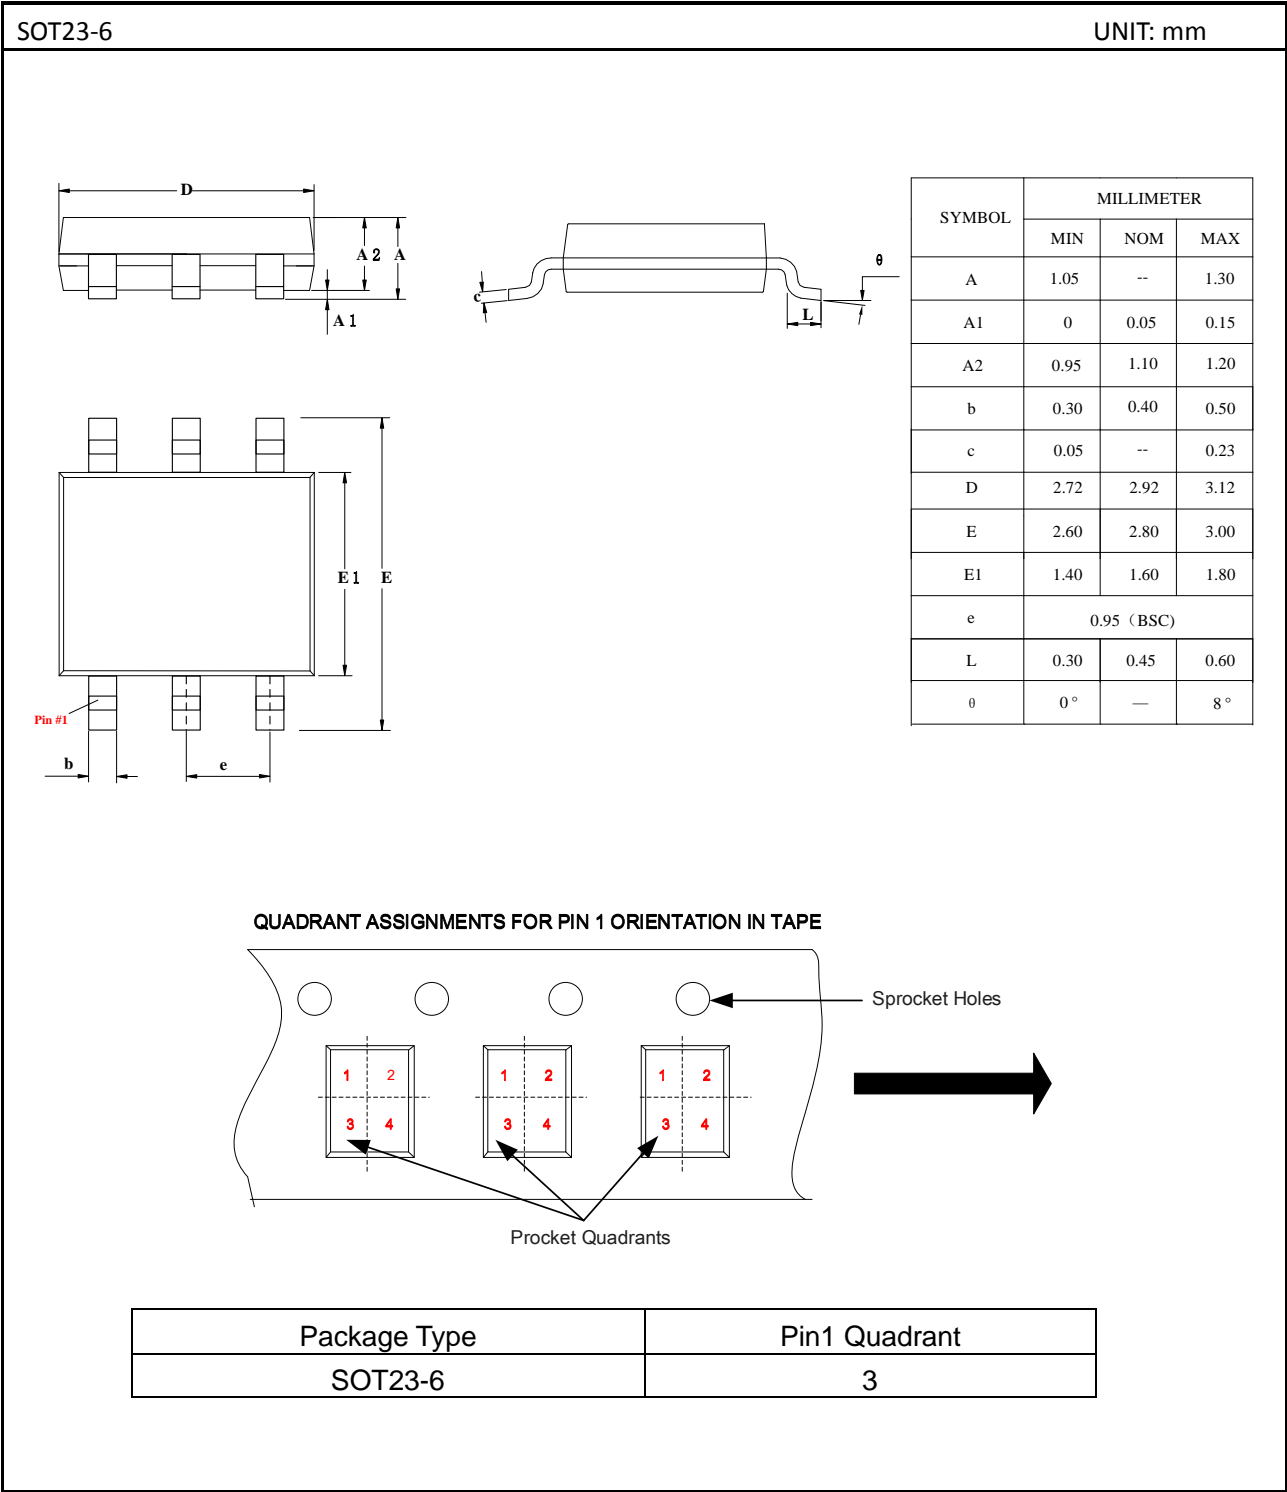 SOT23-6 UNIT: mm
D
A2 A
A1
c
L
θ
E1 E
Pin #1
b e
SYMBOL MILLIMETER
MIN NOM MAX
A 1.05 -- 1.30
A1 0 0.05 0.15
A2 0.95 1.10 1.20
b 0.30 0.40 0.50
c 0.05 -- 0.23
D 2.72 2.92 3.12
E 2.60 2.80 3.00
E1 1.40 1.60 1.80
e 0.95（BSC)
L 0.30 0.45 0.60
θ 0° — 8°
QUADRANT ASSIGNMENTS FOR PIN 1 ORIENTATION IN TAPE
Sprocket Holes
1 2 1 2 1 2
3 4 3 4 3 4
Procket Quadrants
Package Type Pin1 Quadrant
SOT23-6 3